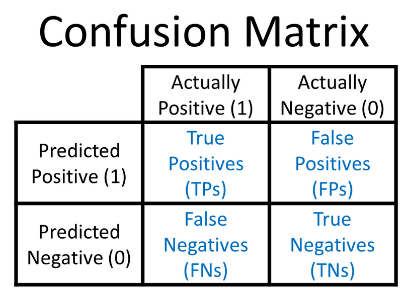 Confusion Matrix
Actually
Positive (1)
Actually
Negative (0)
Predicted
Positive (1)
True
Positives
(TPs)
False
Positives
(FPs)
Predicted
Negative (0)
False
Negatives
(FNs)
True
Negatives
(TNs)